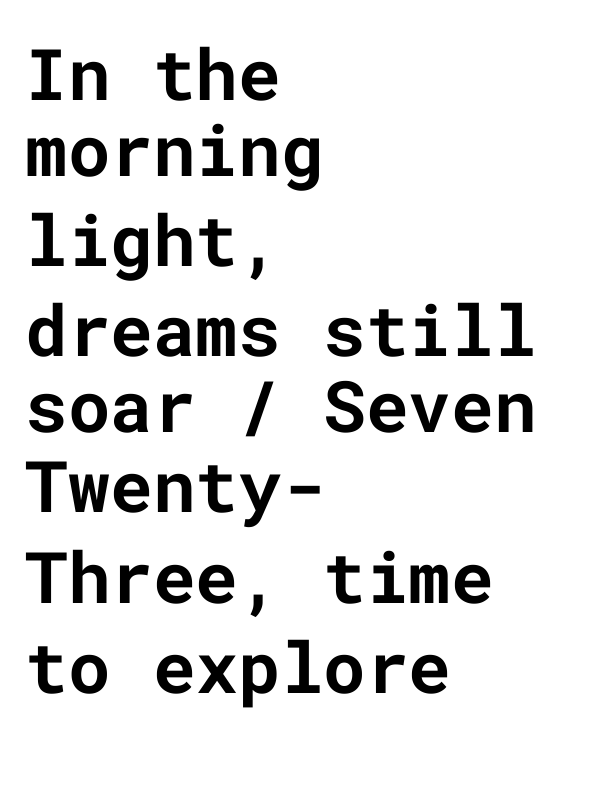 In the
morning
light,
dreams still
soar / Seven
Twenty-
Three, time
to explore